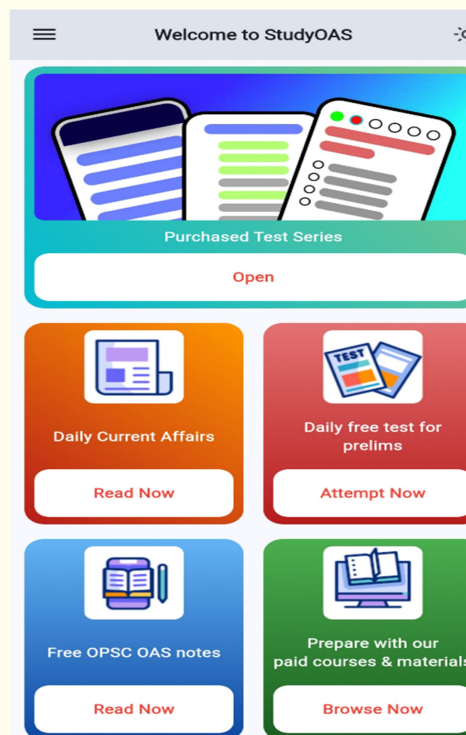 Welcome to StudyOAS
Purchased Test Series
Open
TEST
Daily Current Affairs
Daily free test for
prelims
Read Now
Attempt Now
Free OPSC OAS notes
Prepare with our
paid courses & materials
Read Now
Browse Now